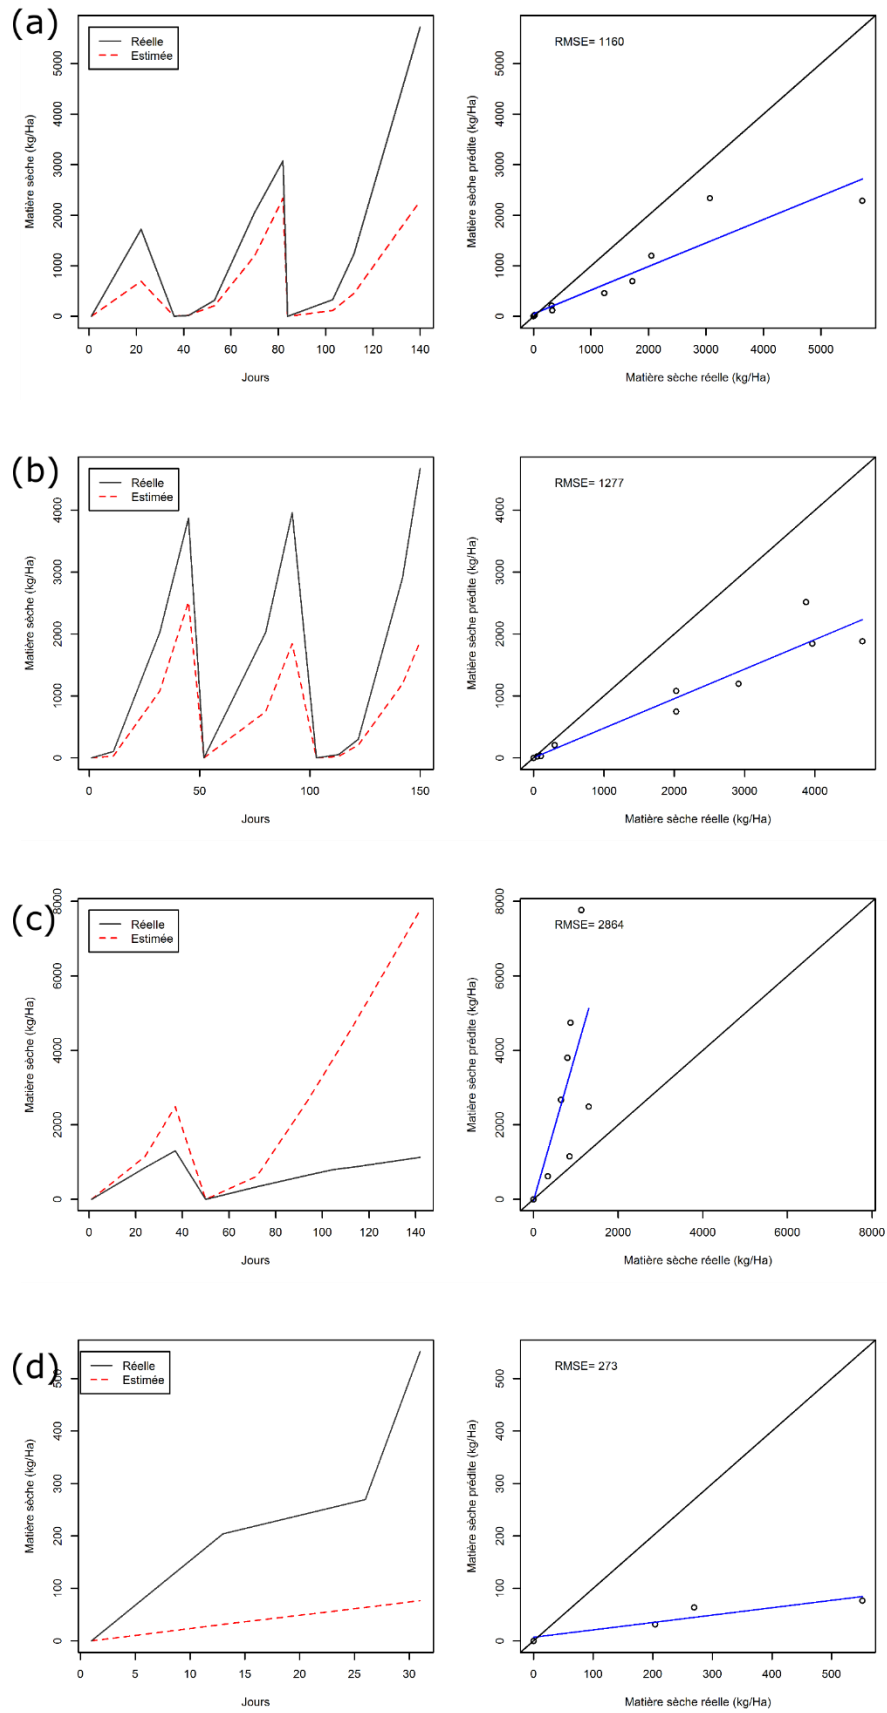 (a)
Réelle
Estimée
Matière sèche (kg/Ha)
0 1000 2000 3000 4000 5000
0 20 40 60 80 100 120 140
Jours
RMSE= 1160
Matière sèche prédite (kg/Ha)
0 1000 2000 3000 4000 5000
0 1000 2000 3000 4000 5000
Matière sèche réelle (kg/Ha)
(b)
Réelle
Estimée
Matière sèche (kg/Ha)
0 1000 2000 3000 4000
0 50 100 150
Jours
RMSE= 1277
Matière sèche prédite (kg/Ha)
0 1000 2000 3000 4000
0 1000 2000 3000 4000
Matière sèche réelle (kg/Ha)
(c)
Réelle
Estimée
Matière sèche (kg/Ha)
0 2000 4000 6000 8000
0 20 40 60 80 100 120 140
Jours
RMSE= 2864
Matière sèche prédite (kg/Ha)
0 2000 4000 6000 8000
0 2000 4000 6000 8000
Matière sèche réelle (kg/Ha)
(d)
Réelle
Estimée
Matière sèche (kg/Ha)
0 100 200 300 400 500
0 5 10 15 20 25 30
Jours
RMSE= 273
Matière sèche prédite (kg/Ha)
0 100 200 300 400 500
0 100 200 300 400 500
Matière sèche réelle (kg/Ha)